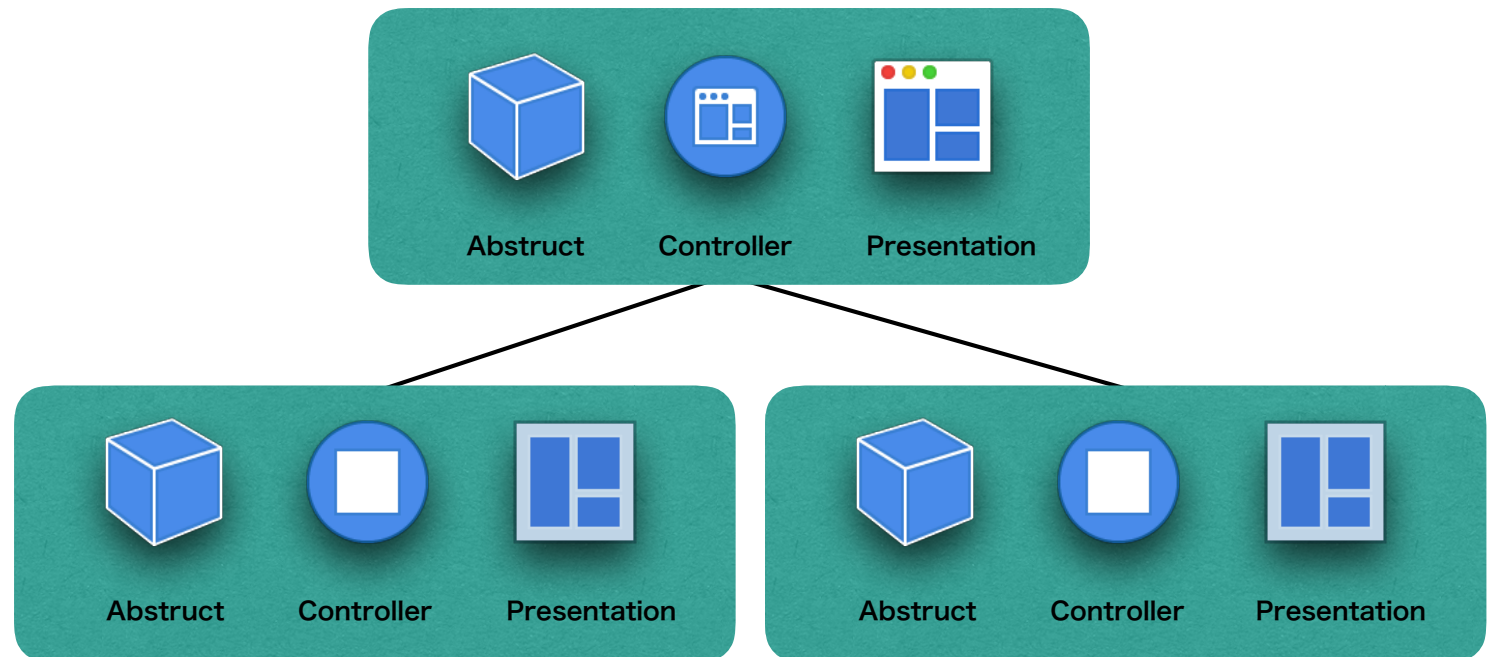 Abstruct Controller Presentation
Abstruct Controller Presentation Abstruct Controller Presentation